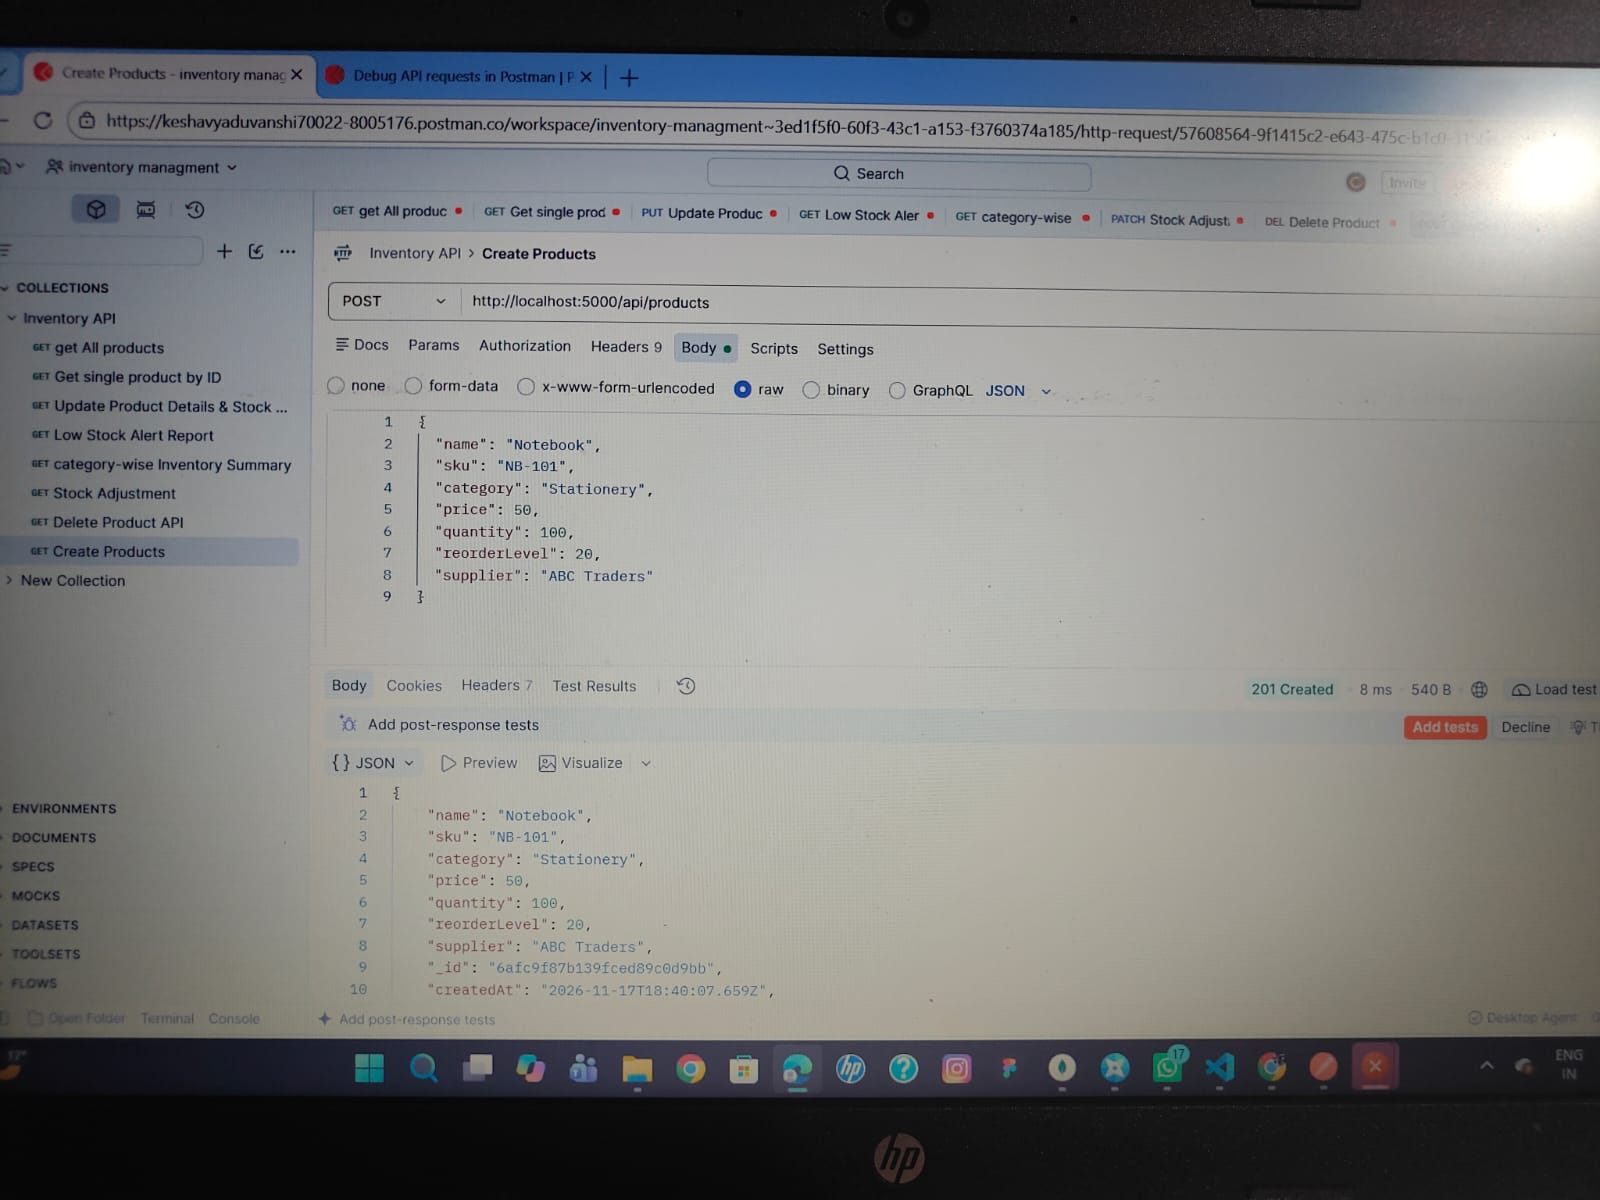 Create Products - inventory manag
Debug API requests in Postman | P
https://keshavyaduvanshi70022-8005176.postman.co/workspace/inventory-managment~3ed1f5f0-60f3-43c1-a153-f3760374a185/http-request/57608564-9f1415c2-e643-475c-b1c0-
inventory managment
Search
Invite
GET get All produc
GET Get single prod
PUT Update Produc
GET Low Stock Aler
GET category-wise
PATCH Stock Adjust
DEL Delete Product
HTTP Inventory API > Create Products
COLLECTIONS
Inventory API
GET get All products
GET Get single product by ID
GET Update Product Details & Stock ...
GET Low Stock Alert Report
GET category-wise Inventory Summary
GET Stock Adjustment
GET Delete Product API
GET Create Products
New Collection
ENVIRONMENTS
DOCUMENTS
SPECS
MOCKS
DATASETS
TOOLSETS
FLOWS
POST http://localhost:5000/api/products
Docs Params Authorization Headers 9 Body Scripts Settings
none form-data x-www-form-urlencoded raw binary GraphQL JSON
1 {
2 "name": "Notebook",
3 "sku": "NB-101",
4 "category": "Stationery",
5 "price": 50,
6 "quantity": 100,
7 "reorderLevel": 20,
8 "supplier": "ABC Traders"
9 }
Body Cookies Headers 7 Test Results
201 Created 8 ms 540 B Load test
Add post-response tests
Add tests Decline
{} JSON Preview Visualize
1 {
2 "name": "Notebook",
3 "sku": "NB-101",
4 "category": "Stationery",
5 "price": 50,
6 "quantity": 100,
7 "reorderLevel": 20,
8 "supplier": "ABC Traders",
9 "_id": "6afc9f87b139fced89c0d9bb",
10 "createdAt": "2026-11-17T18:40:07.659Z",
Open Folder Terminal Console
Add post-response tests
Desktop Agent
17°
hp
17
ENG
IN
hp